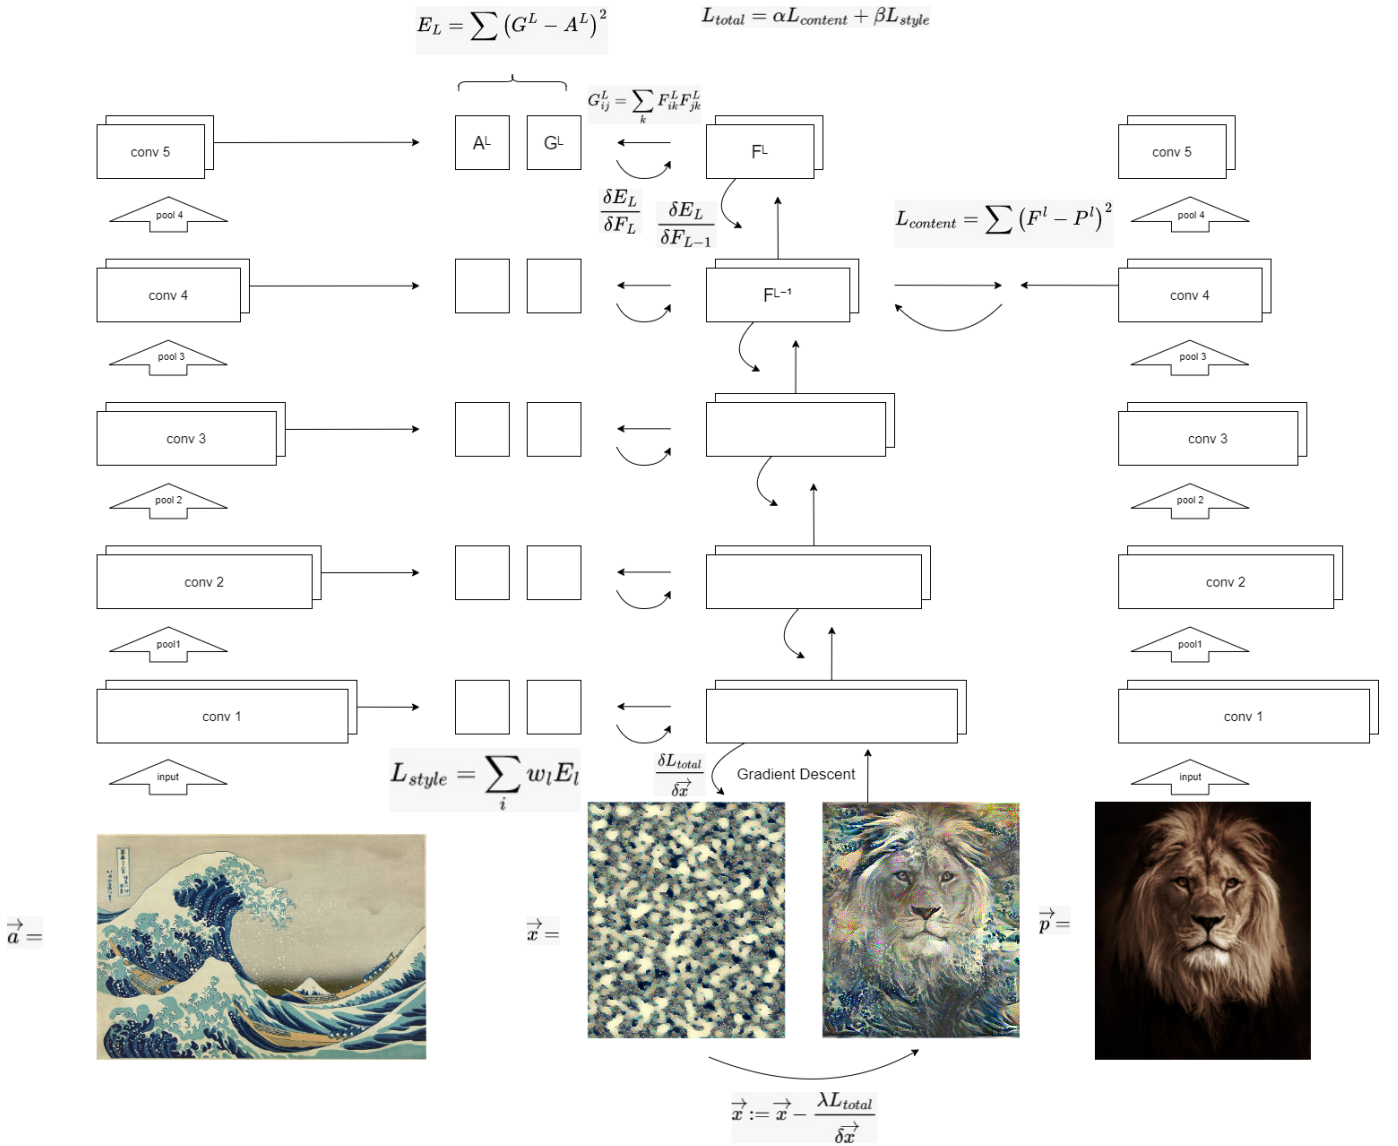 E_L = ∑ (G^L − A^L)^2
L_total = αL_content + βL_style
G^L_ij = ∑_k F^L_ik F^L_jk
conv 5
A^L
G^L
F^L
conv 5
pool 4
δE_L / δF_L
δE_L / δF_{L−1}
L_content = ∑ (F^l − P^l)^2
pool 4
conv 4
F^{L−1}
conv 4
pool 3
pool 3
conv 3
conv 3
pool 2
pool 2
conv 2
conv 2
pool1
pool1
conv 1
conv 1
input
L_style = ∑_i w_l E_l
δL_total / δx⃗
Gradient Descent
input
a⃗ =
x⃗ =
p⃗ =
x⃗ := x⃗ − λL_total / δx⃗